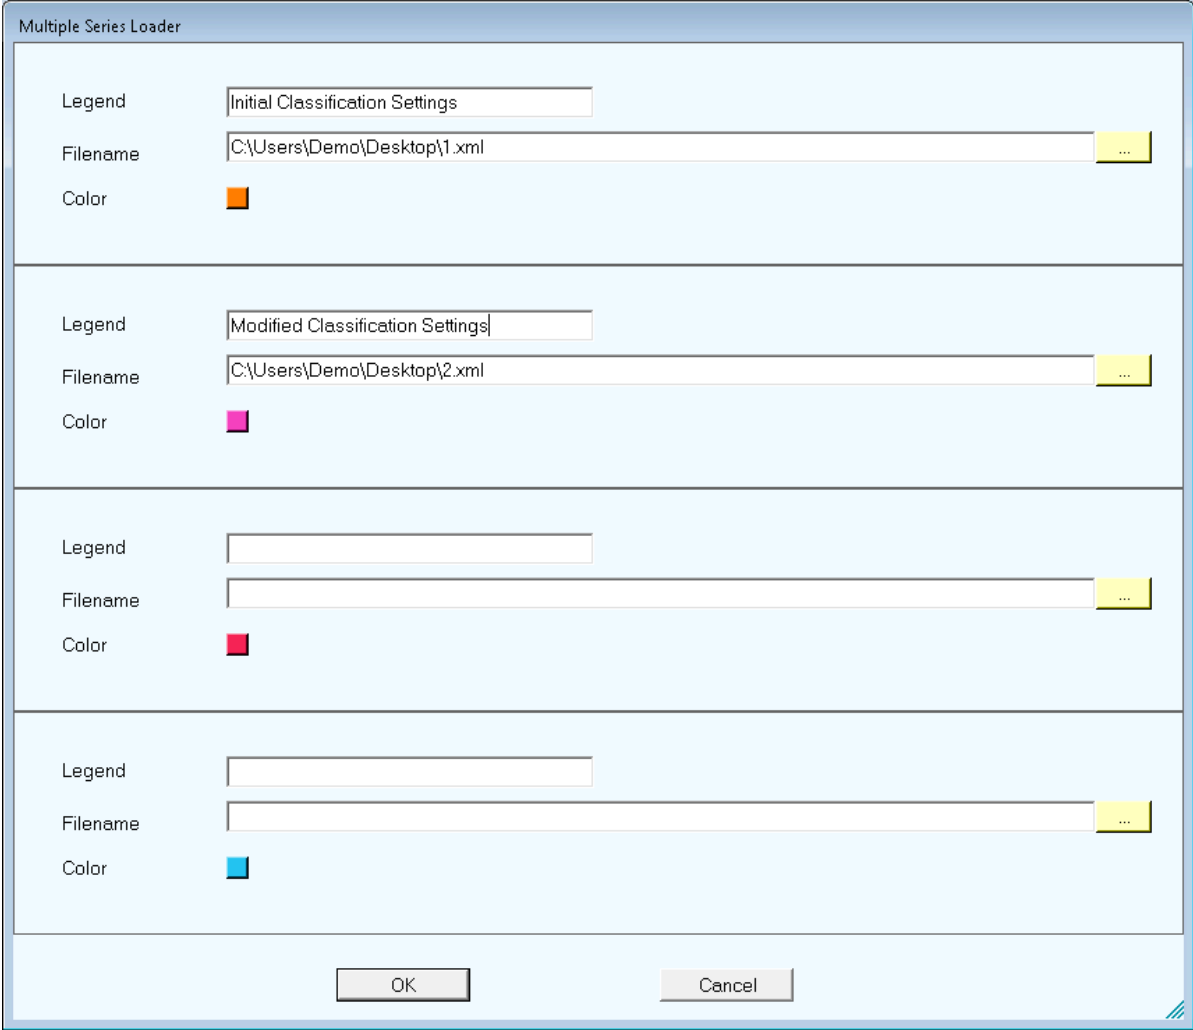 Multiple Series Loader
Legend Initial Classification Settings
Filename C:\Users\Demo\Desktop\1.xml ...
Color
Legend Modified Classification Settings
Filename C:\Users\Demo\Desktop\2.xml ...
Color
Legend
Filename ...
Color
Legend
Filename ...
Color
OK Cancel